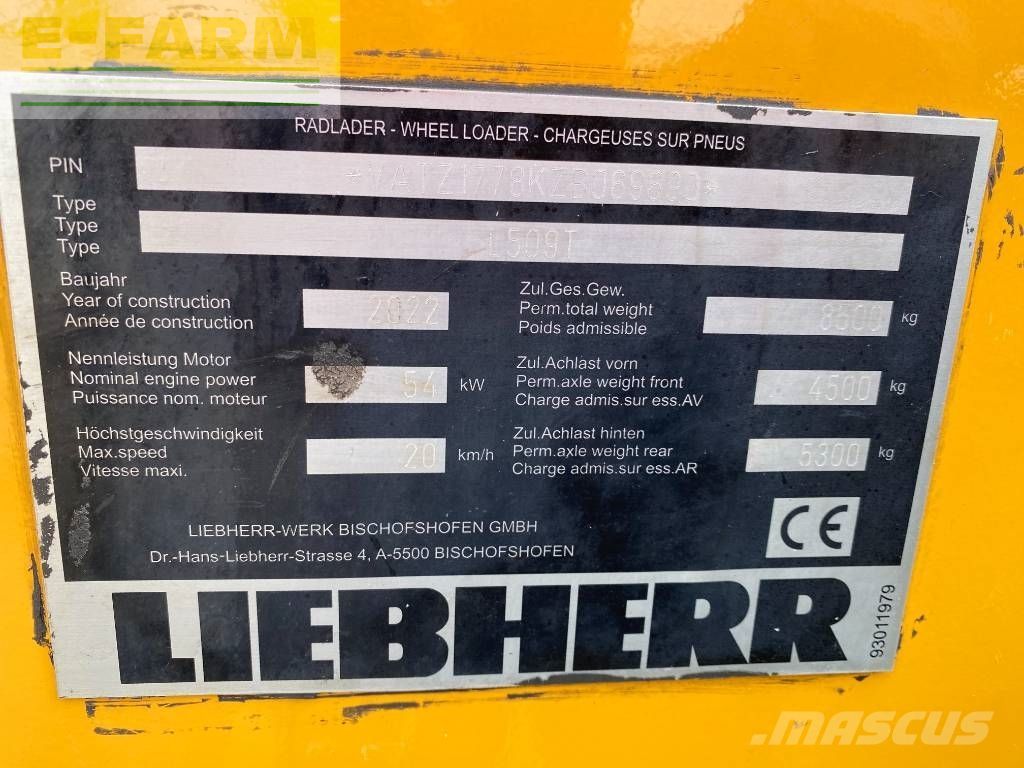 E-FARM
RADLADER - WHEEL LOADER - CHARGEUSES SUR PNEUS
PIN
Type
Type
Type
L509T
Baujahr
Year of construction
Année de construction
2022
Zul.Ges.Gew.
Perm.total weight
Poids admissible
8500 kg
Nennleistung Motor
Nominal engine power
Puissance nom. moteur
54 kW
Zul.Achlast vorn
Perm.axle weight front
Charge admis.sur ess.AV
4500 kg
Höchstgeschwindigkeit
Max.speed
Vitesse maxi.
20 km/h
Zul.Achlast hinten
Perm.axle weight rear
Charge admis.sur ess.AR
5300 kg
LIEBHERR-WERK BISCHOFSHOFEN GMBH
Dr.-Hans-Liebherr-Strasse 4, A-5500 BISCHOFSHOFEN
CE
LIEBHERR
93011979
MASCUS